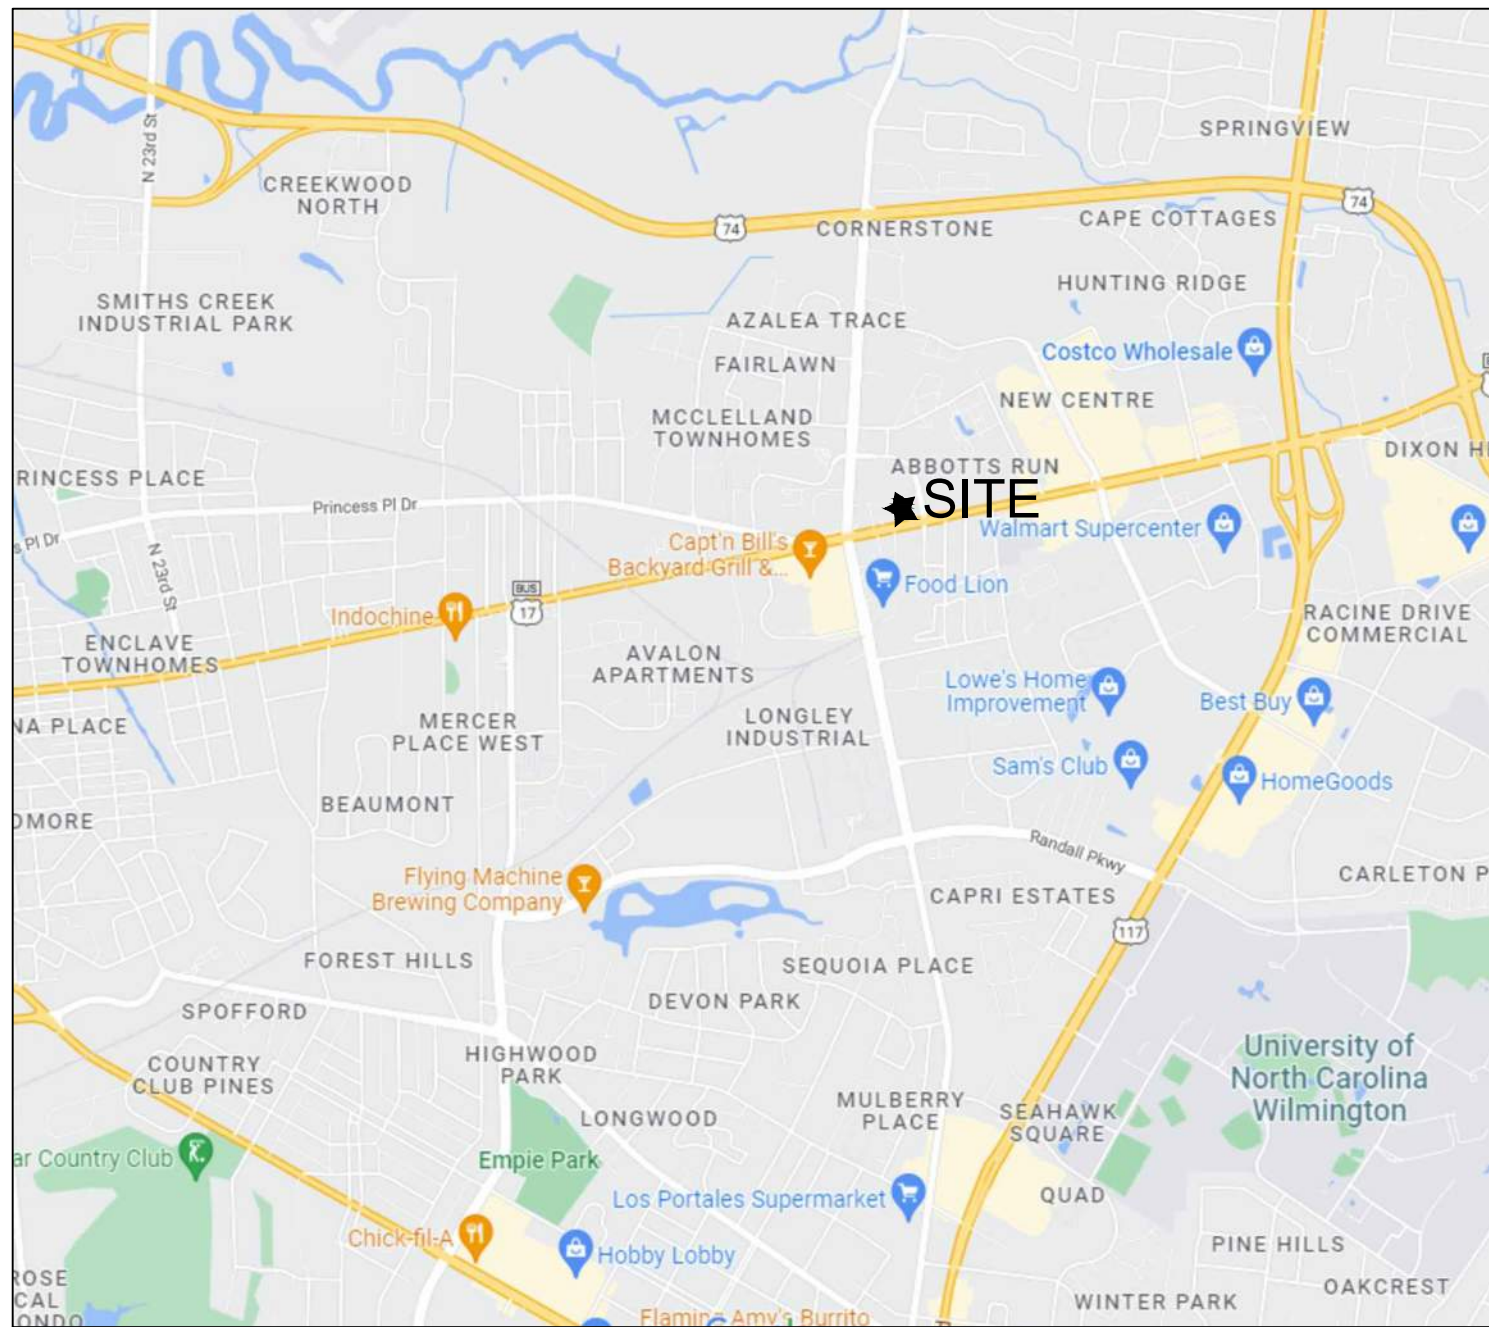 SPRINGVIEW
N 23rd St
CREEKWOOD
NORTH
74
74
CORNERSTONE
CAPE COTTAGES
HUNTING RIDGE
SMITHS CREEK
INDUSTRIAL PARK
AZALEA TRACE
Costco Wholesale
FAIRLAWN
NEW CENTRE
MCCLELLAND
TOWNHOMES
DIXON H
ABBOTTS RUN
RINCESS PLACE
SITE
Princess Pl Dr
Walmart Supercenter
s Pl Dr
Capt'n Bill's
Backyard Grill &...
N 23rd St
Food Lion
BUS
17
Indochine
RACINE DRIVE
COMMERCIAL
ENCLAVE
TOWNHOMES
AVALON
APARTMENTS
Lowe's Home
Improvement
Best Buy
NA PLACE
MERCER
PLACE WEST
LONGLEY
INDUSTRIAL
Sam's Club
HomeGoods
BEAUMONT
DMORE
Randall Pkwy
Flying Machine
Brewing Company
CARLETON P
CAPRI ESTATES
117
FOREST HILLS
SEQUOIA PLACE
SPOFFORD
DEVON PARK
COUNTRY
CLUB PINES
HIGHWOOD
PARK
University of
North Carolina
Wilmington
MULBERRY
PLACE
SEAHAWK
SQUARE
LONGWOOD
ar Country Club
Empie Park
Los Portales Supermarket
QUAD
Chick-fil-A
Hobby Lobby
PINE HILLS
ROSE
CAL
ONDO
OAKCREST
WINTER PARK
Flaming Amy's Burrito